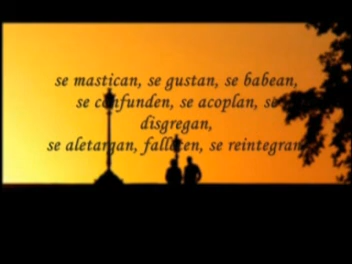 se mastican, se gustan, se babean,
se confunden, se acoplan, se
disgregan,
se aletargan, fallecen, se reintegran